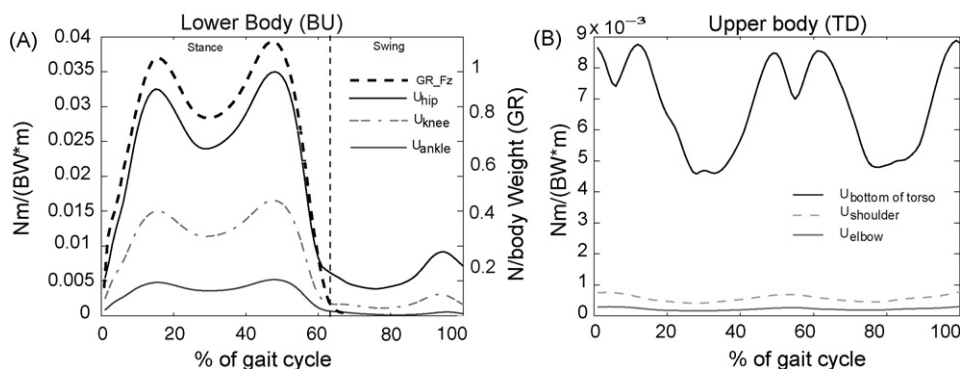 (A)
Lower Body (BU)
Stance
Swing
GR_Fz
Uhip
Uknee
Uankle
0.04
0.035
0.03
0.025
0.02
0.015
0.01
0.005
0
Nm/(BW*m)
1
0.8
0.6
0.4
0.2
N/body Weight (GR)
0 20 40 60 80 100
% of gait cycle
(B)
Upper body (TD)
9×10⁻³
8
7
6
5
4
3
2
1
0
Nm/(BW*m)
Ubottom of torso
Ushoulder
Uelbow
0 20 40 60 80 100
% of gait cycle